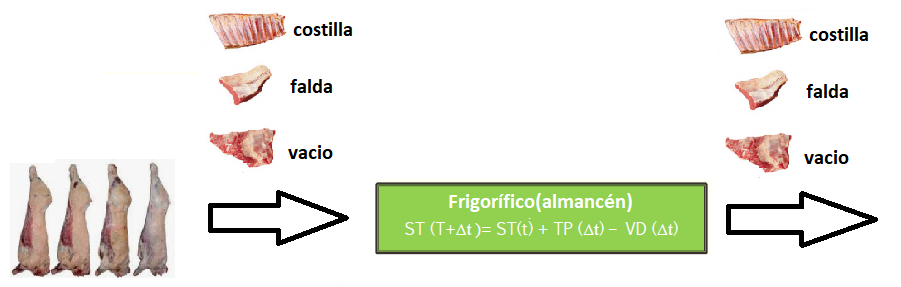 costilla
falda
vacio
Frigorífico(almancén)
ST (T+Δt )= ST(t) + TP (Δt) – VD (Δt)
costilla
falda
vacio